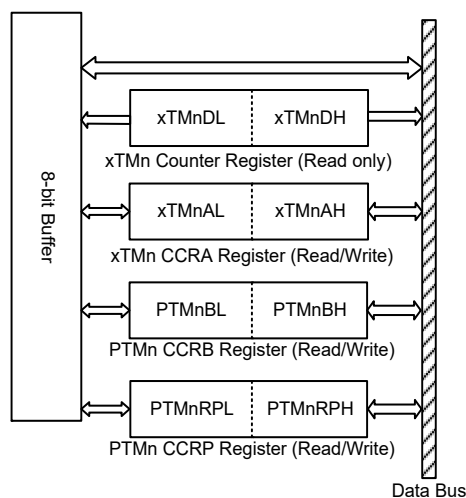 8-bit Buffer
xTMnDL xTMnDH
xTMn Counter Register (Read only)
xTMnAL xTMnAH
xTMn CCRA Register (Read/Write)
PTMnBL PTMnBH
PTMn CCRB Register (Read/Write)
PTMnRPL PTMnRPH
PTMn CCRP Register (Read/Write)
Data Bus